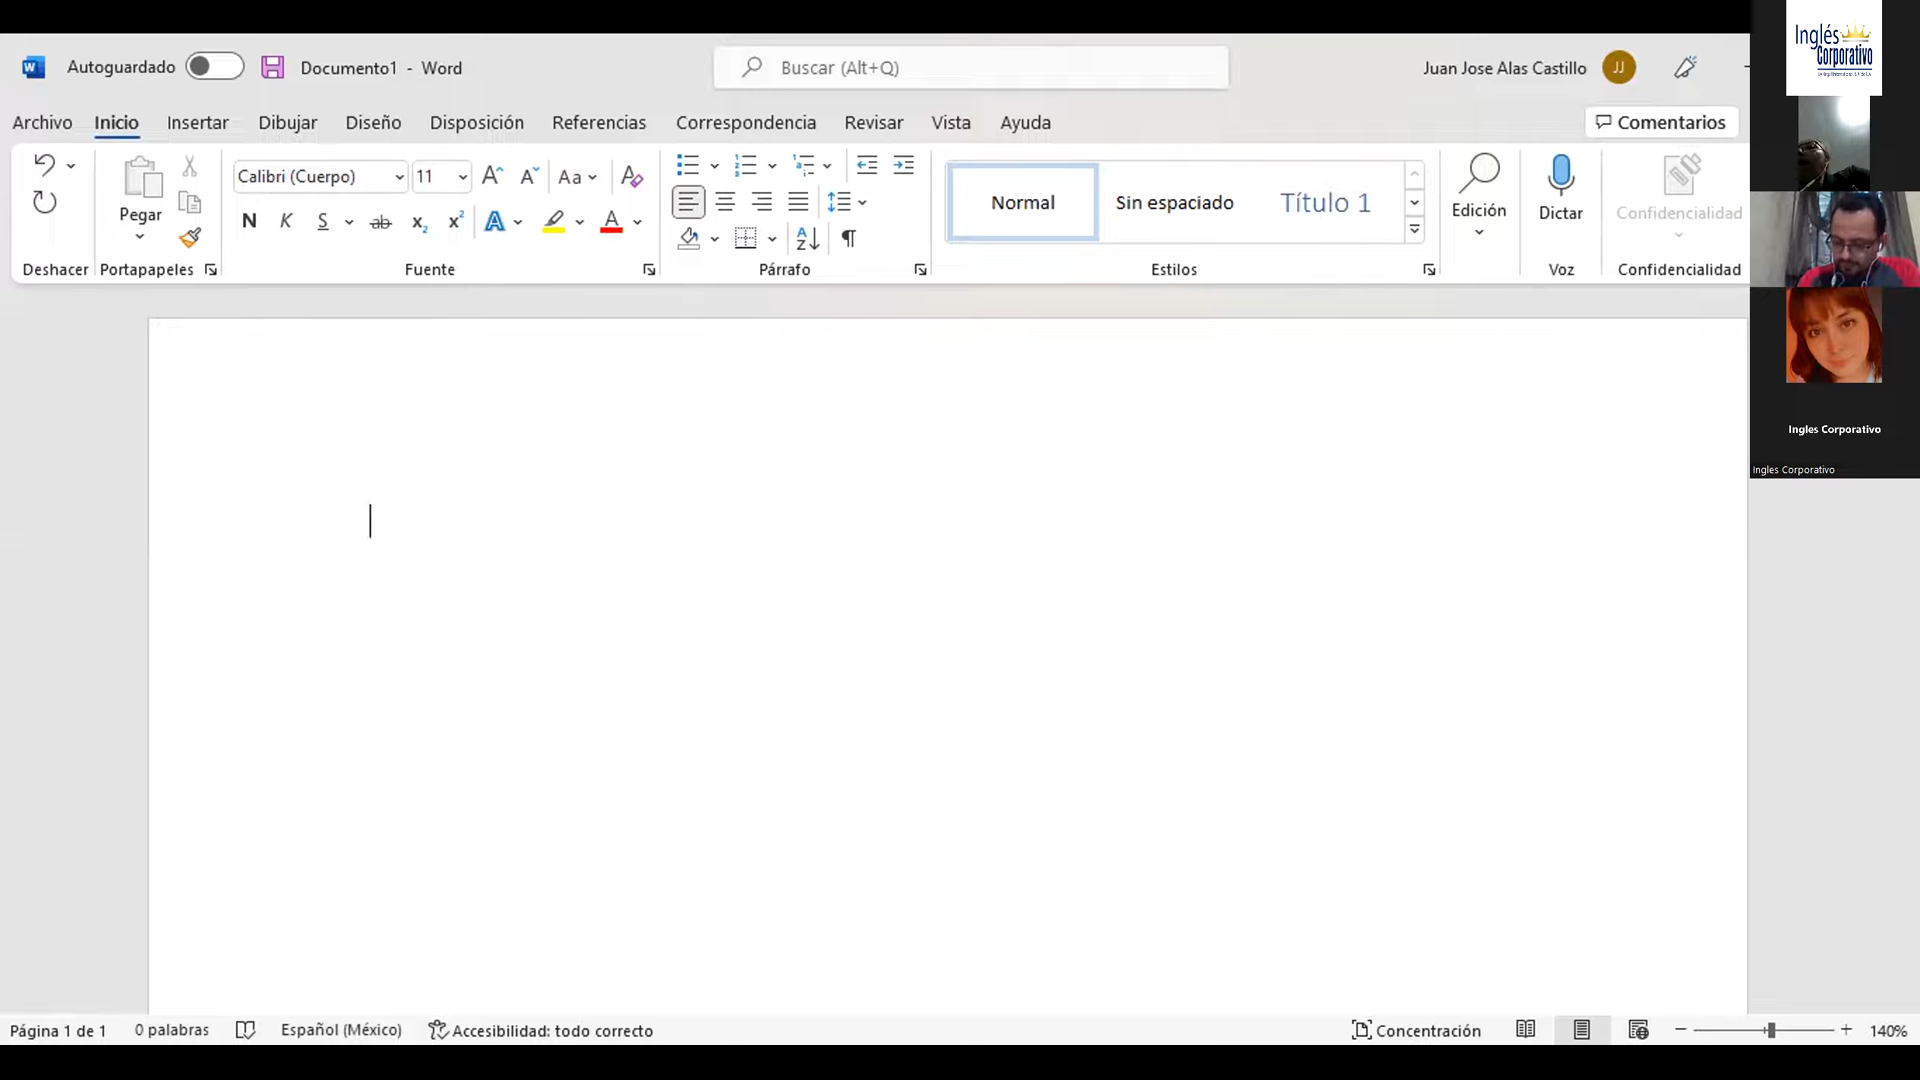 Autoguardado
Documento1 - Word
Buscar (Alt+Q)
Juan Jose Alas Castillo
JJ
Inglés
Corporativo
Archivo
Inicio
Insertar
Dibujar
Diseño
Disposición
Referencias
Correspondencia
Revisar
Vista
Ayuda
Comentarios
Pegar
Calibri (Cuerpo)
11
Aa
N K S ab x₂ x² A A
Normal
Sin espaciado
Título 1
Edición
Dictar
Confidencialidad
Deshacer
Portapapeles
Fuente
Párrafo
Estilos
Voz
Confidencialidad
Ingles Corporativo
Ingles Corporativo
Página 1 de 1
0 palabras
Español (México)
Accesibilidad: todo correcto
Concentración
140%